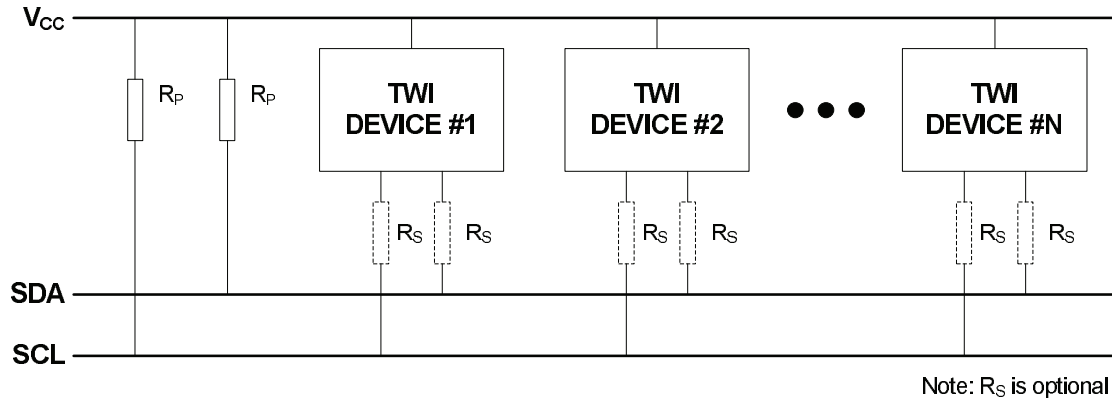 VCC
RP
RP
TWI
DEVICE #1
TWI
DEVICE #2
TWI
DEVICE #N
RS
RS
RS
RS
RS
RS
SDA
SCL
Note: RS is optional